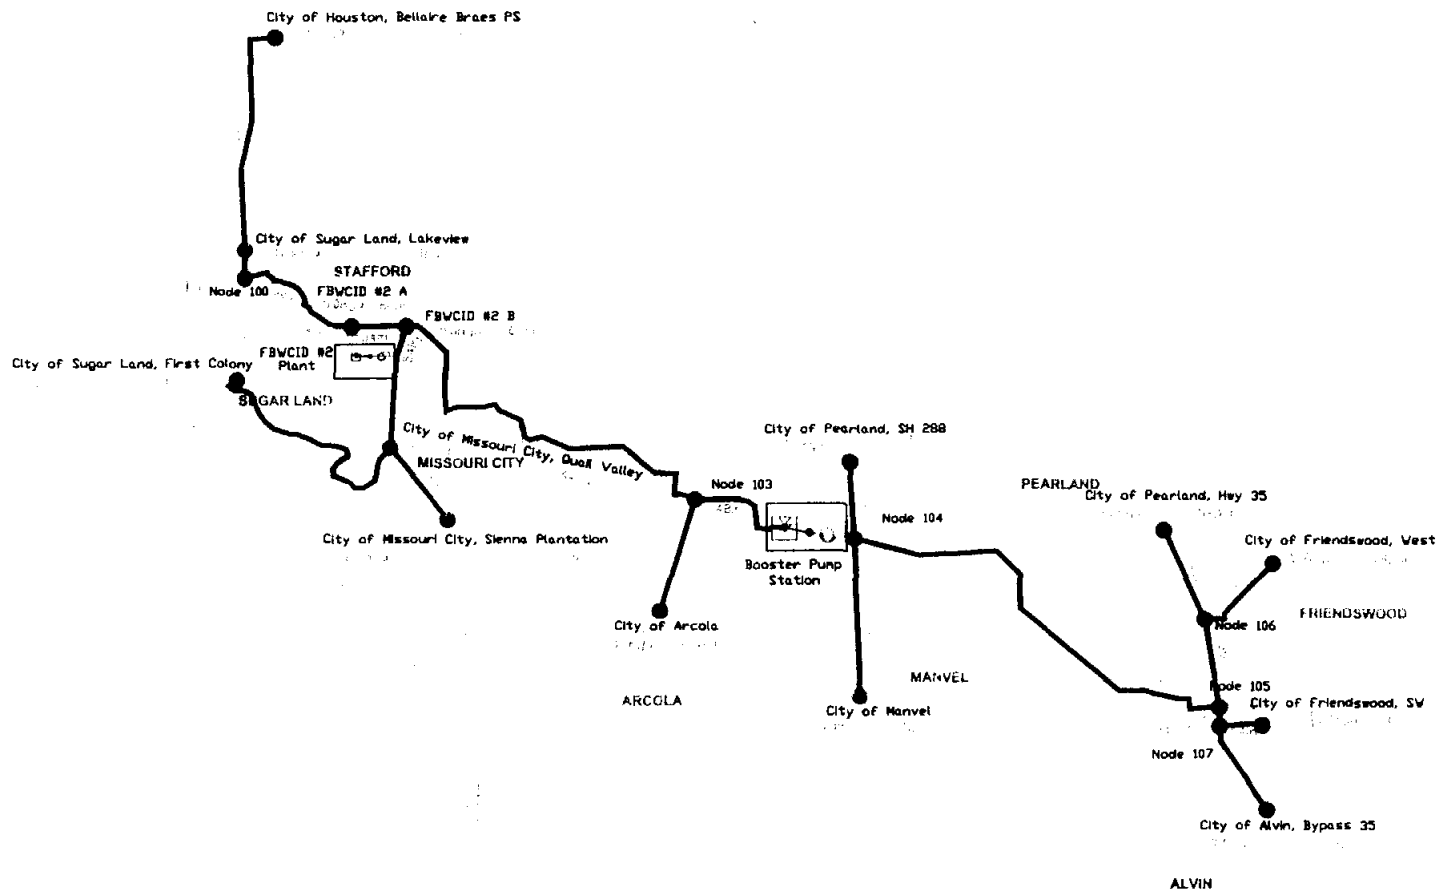 City of Houston, Bellaire Braes PS
City of Sugar Land, Lakeview
STAFFORD
Node 100
FBWCID #2 A
FBWCID #2 B
FBWCID #2
Plant
City of Sugar Land, First Colony
SUGAR LAND
City of Missouri City, Quail Valley
MISSOURI CITY
City of Pearland, SH 288
Node 103
PEARLAND
City of Pearland, Hwy 35
Node 104
City of Missouri City, Sienna Plantation
City of Friendswood, West
Booster Pump
Station
City of Arcola
FRIENDSWOOD
Node 106
MANVEL
Node 105
ARCOLA
City of Manvel
City of Friendswood, SW
Node 107
City of Alvin, Bypass 35
ALVIN